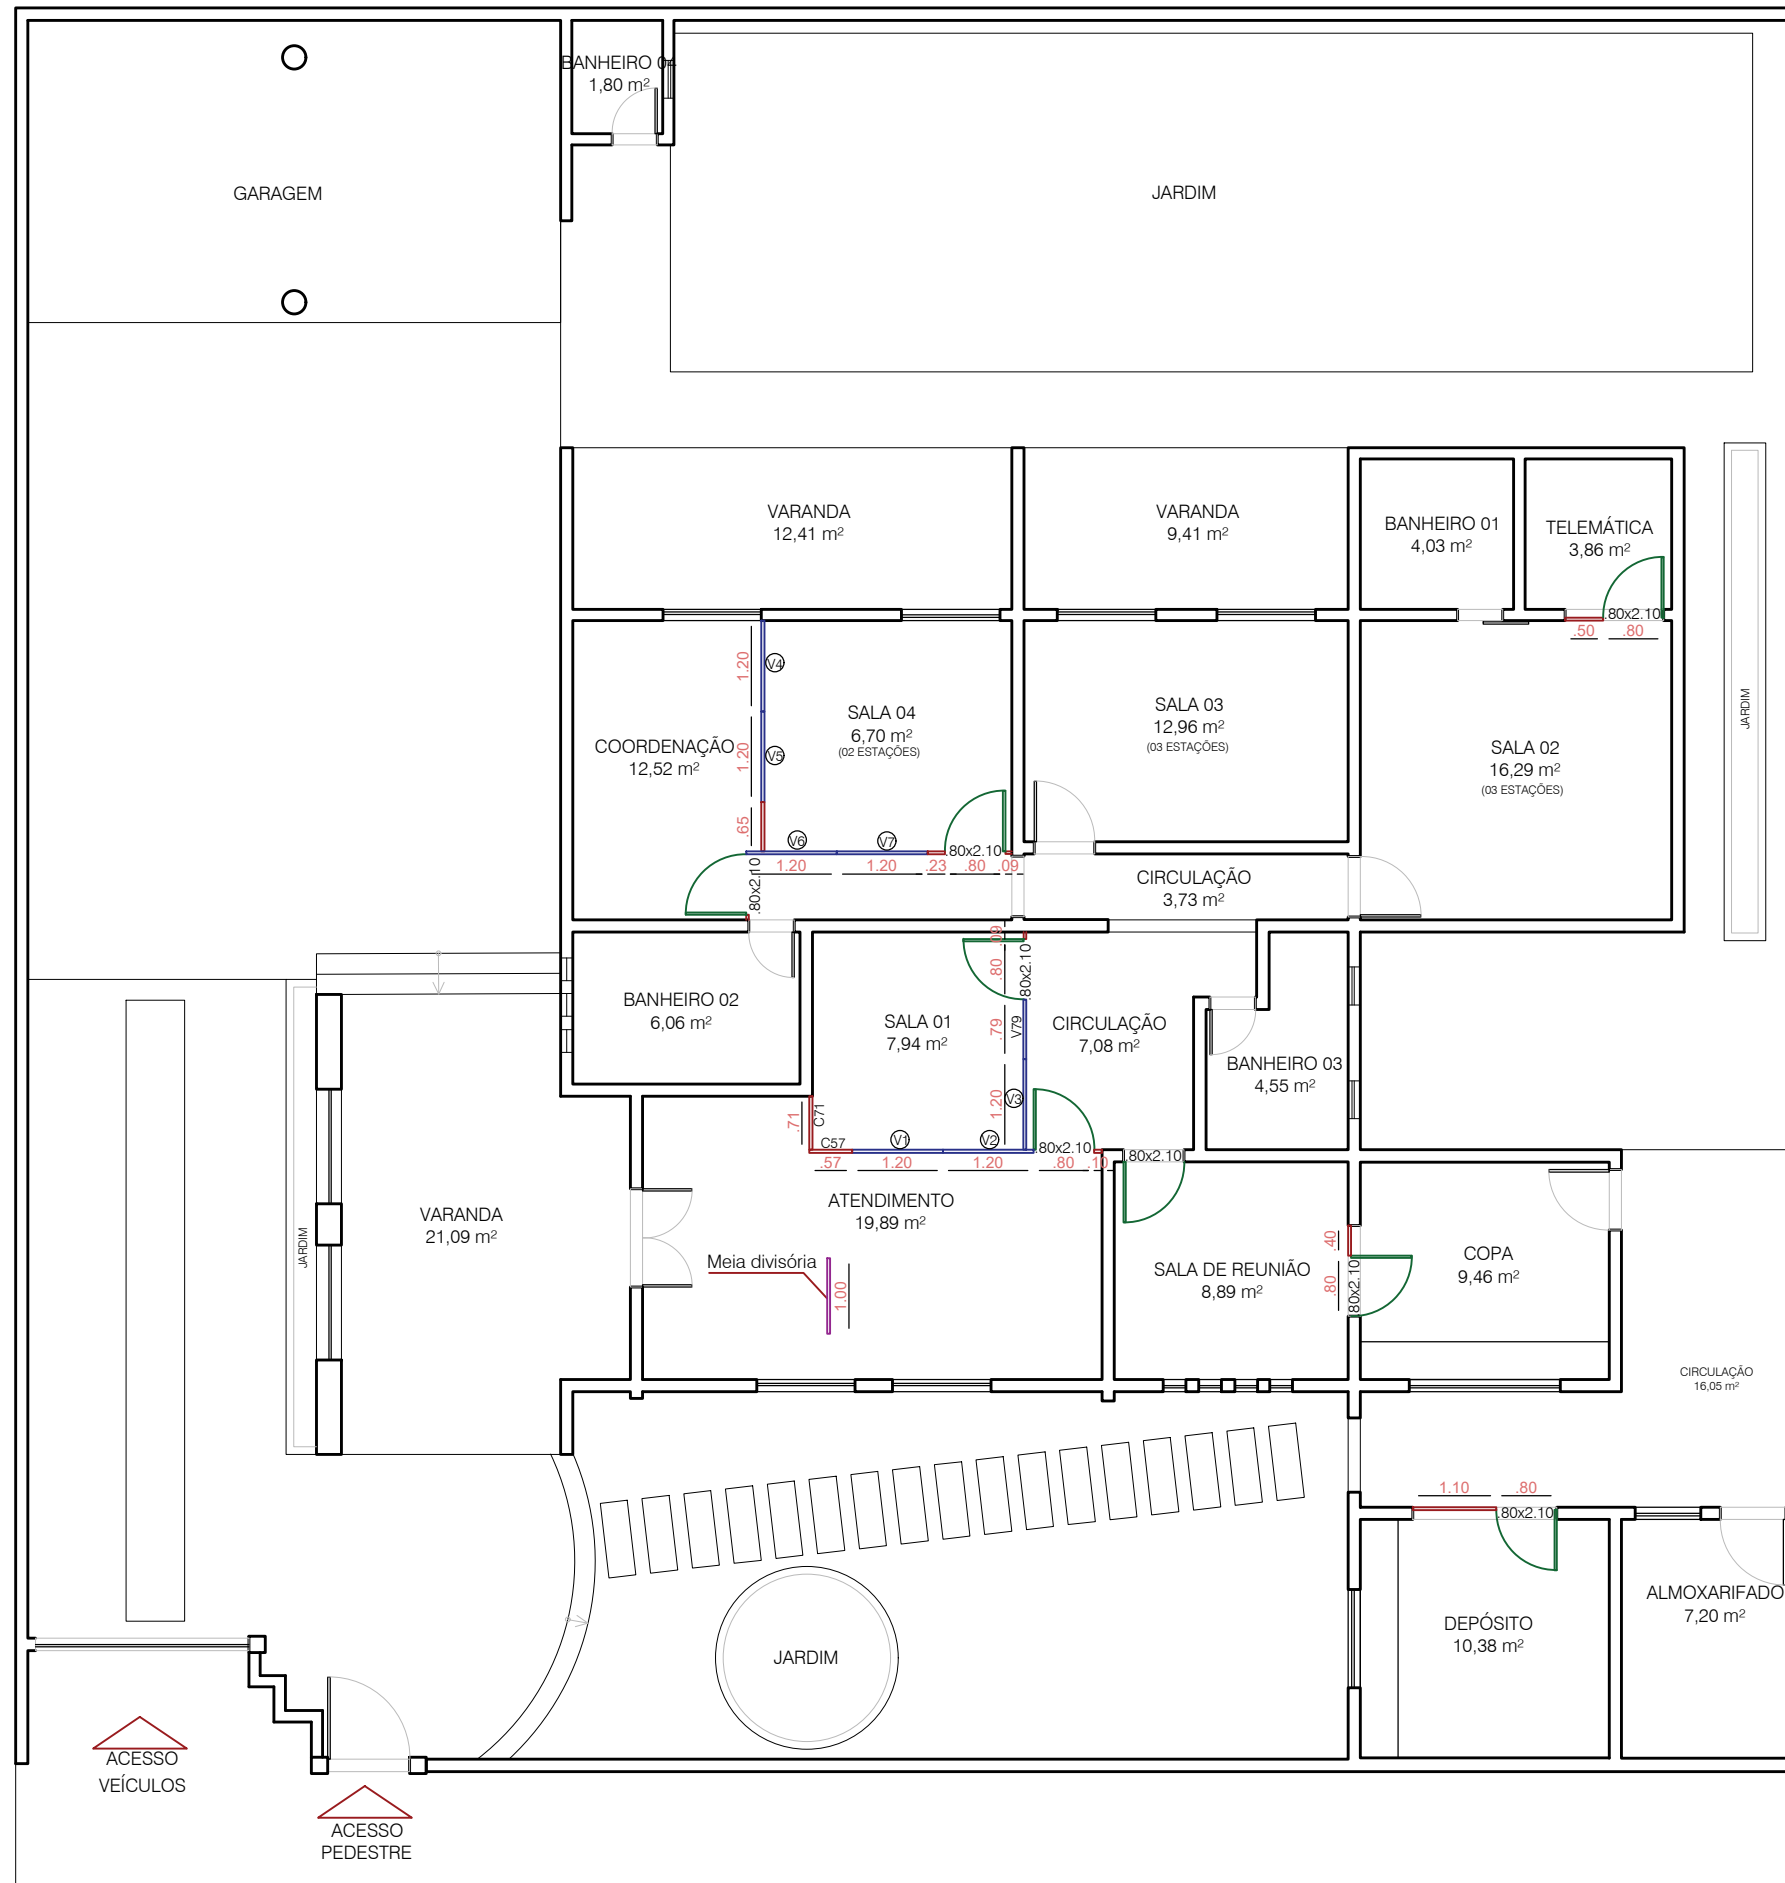 BANHEIRO 04
1,80 m²
GARAGEM
JARDIM
VARANDA
12,41 m²
VARANDA
9,41 m²
BANHEIRO 01
4,03 m²
TELEMÁTICA
3,86 m²
.80x2.10
.50
.80
1.20
V4
COORDENAÇÃO
12,52 m²
1.20
V5
.65
SALA 04
6,70 m²
(02 ESTAÇÕES)
SALA 03
12,96 m²
(03 ESTAÇÕES)
SALA 02
16,29 m²
(03 ESTAÇÕES)
JARDIM
V6
V7
.80x2.10
1.20
1.20
.23
.80
.09
.80x2.10
CIRCULAÇÃO
3,73 m²
.09
.80
.80x2.10
BANHEIRO 02
6,06 m²
SALA 01
7,94 m²
.79
V79
CIRCULAÇÃO
7,08 m²
BANHEIRO 03
4,55 m²
1.20
V3
.71
C71
C57
V1
V2
.80x2.10
.80x2.10
.57
1.20
1.20
.80
.10
VARANDA
21,09 m²
JARDIM
ATENDIMENTO
19,89 m²
Meia divisória
1.00
SALA DE REUNIÃO
8,89 m²
.40
.80
.80x2.10
COPA
9,46 m²
CIRCULAÇÃO
16,05 m²
1.10
.80
.80x2.10
DEPÓSITO
10,38 m²
ALMOXARIFADO
7,20 m²
JARDIM
ACESSO
VEÍCULOS
ACESSO
PEDESTRE